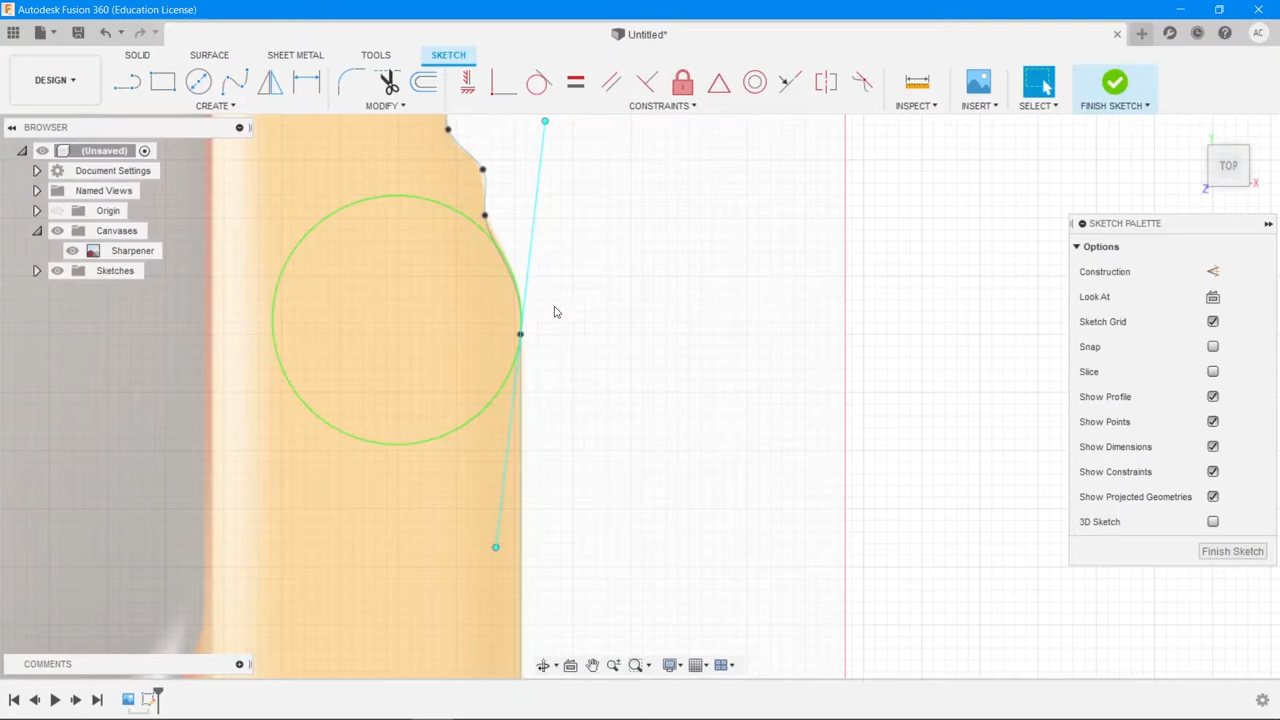 Autodesk Fusion 360 (Education License)
Untitled*
AC
DESIGN
SOLID
SURFACE
SHEET METAL
TOOLS
SKETCH
CREATE
MODIFY
CONSTRAINTS
INSPECT
INSERT
SELECT
FINISH SKETCH
BROWSER
(Unsaved)
Document Settings
Named Views
Origin
Canvases
Sharpener
Sketches
TOP
Y
X
Z
SKETCH PALETTE
Options
Construction
Look At
Sketch Grid
Snap
Slice
Show Profile
Show Points
Show Dimensions
Show Constraints
Show Projected Geometries
3D Sketch
Finish Sketch
COMMENTS